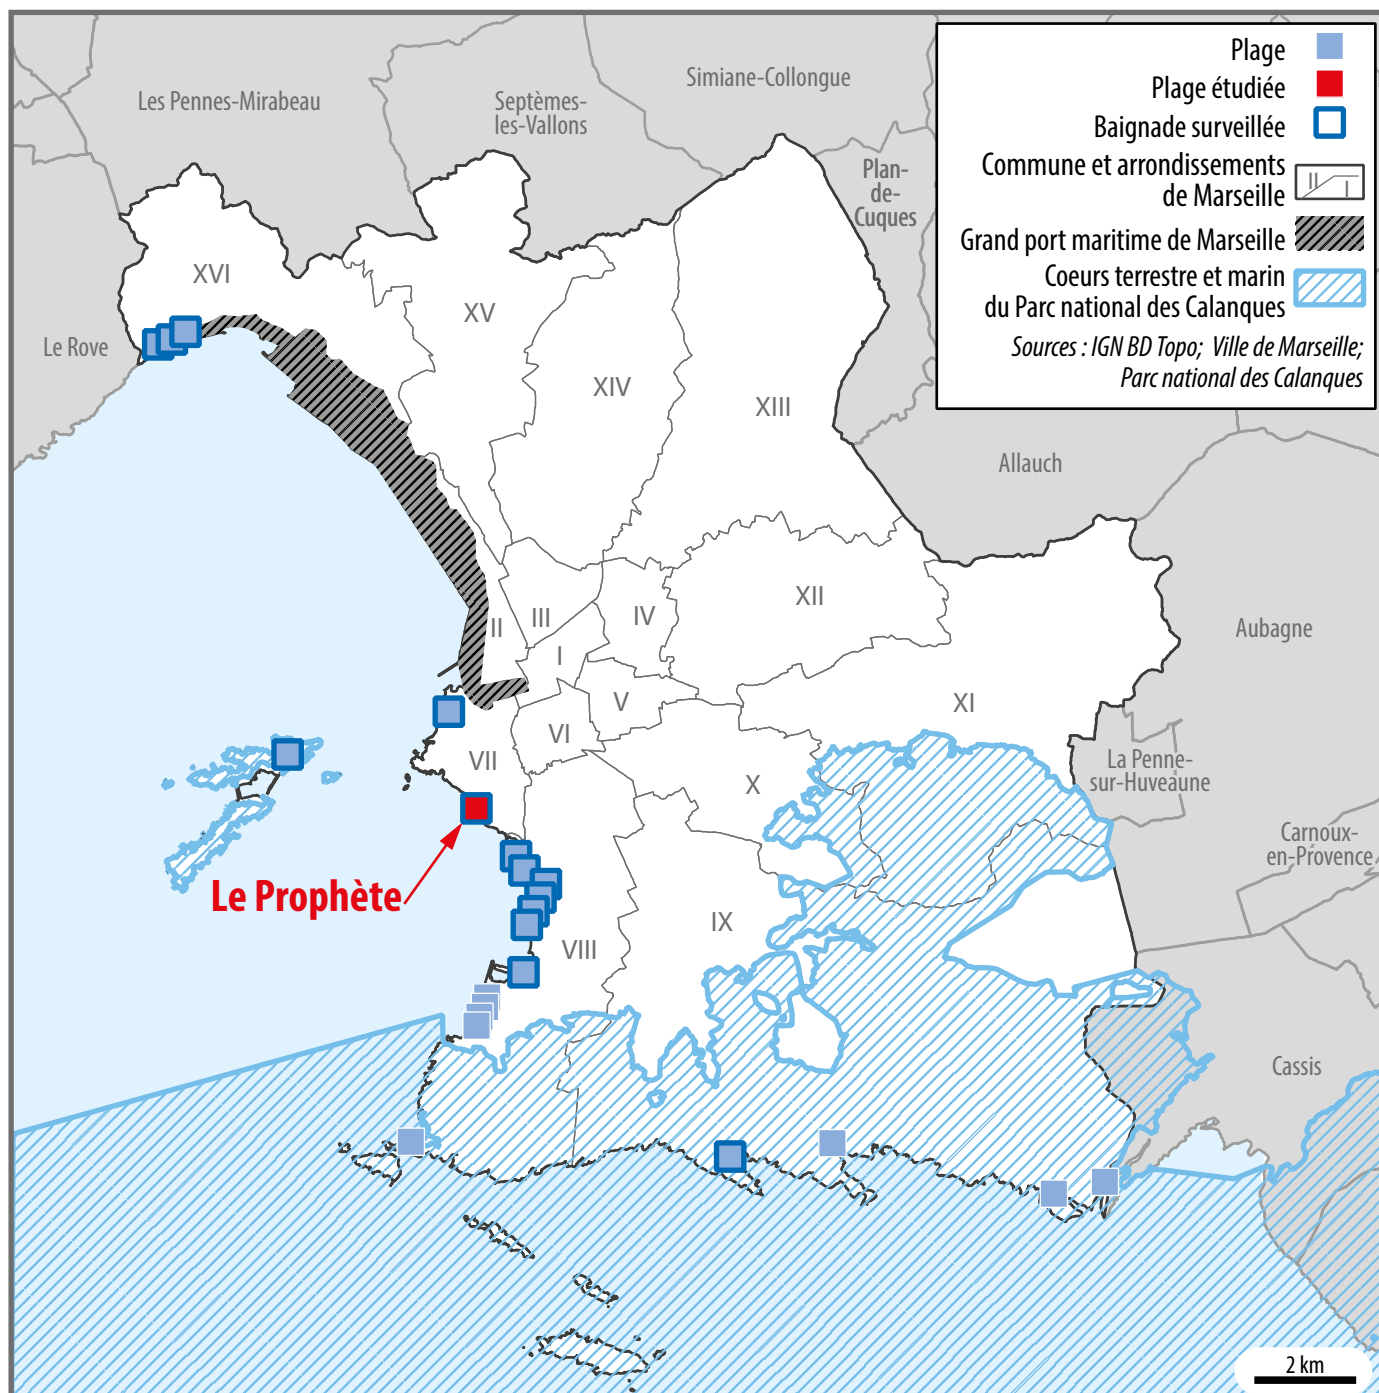 Plage
Plage étudiée
Baignade surveillée
Commune et arrondissements
de Marseille
Grand port maritime de Marseille
Coeurs terrestre et marin
du Parc national des Calanques
Sources : IGN BD Topo; Ville de Marseille;
Parc national des Calanques
Simiane-Collongue
Les Pennes-Mirabeau
Septèmes-
les-Vallons
Plan-
de-
Cuques
XVI
XV
Le Rove
XIV
XIII
Allauch
XII
III
IV
II
I
Aubagne
V
XI
VI
VII
X
La Penne-
sur-Huveaune
Carnoux-
en-Provence
Le Prophète
IX
VIII
Cassis
2 km